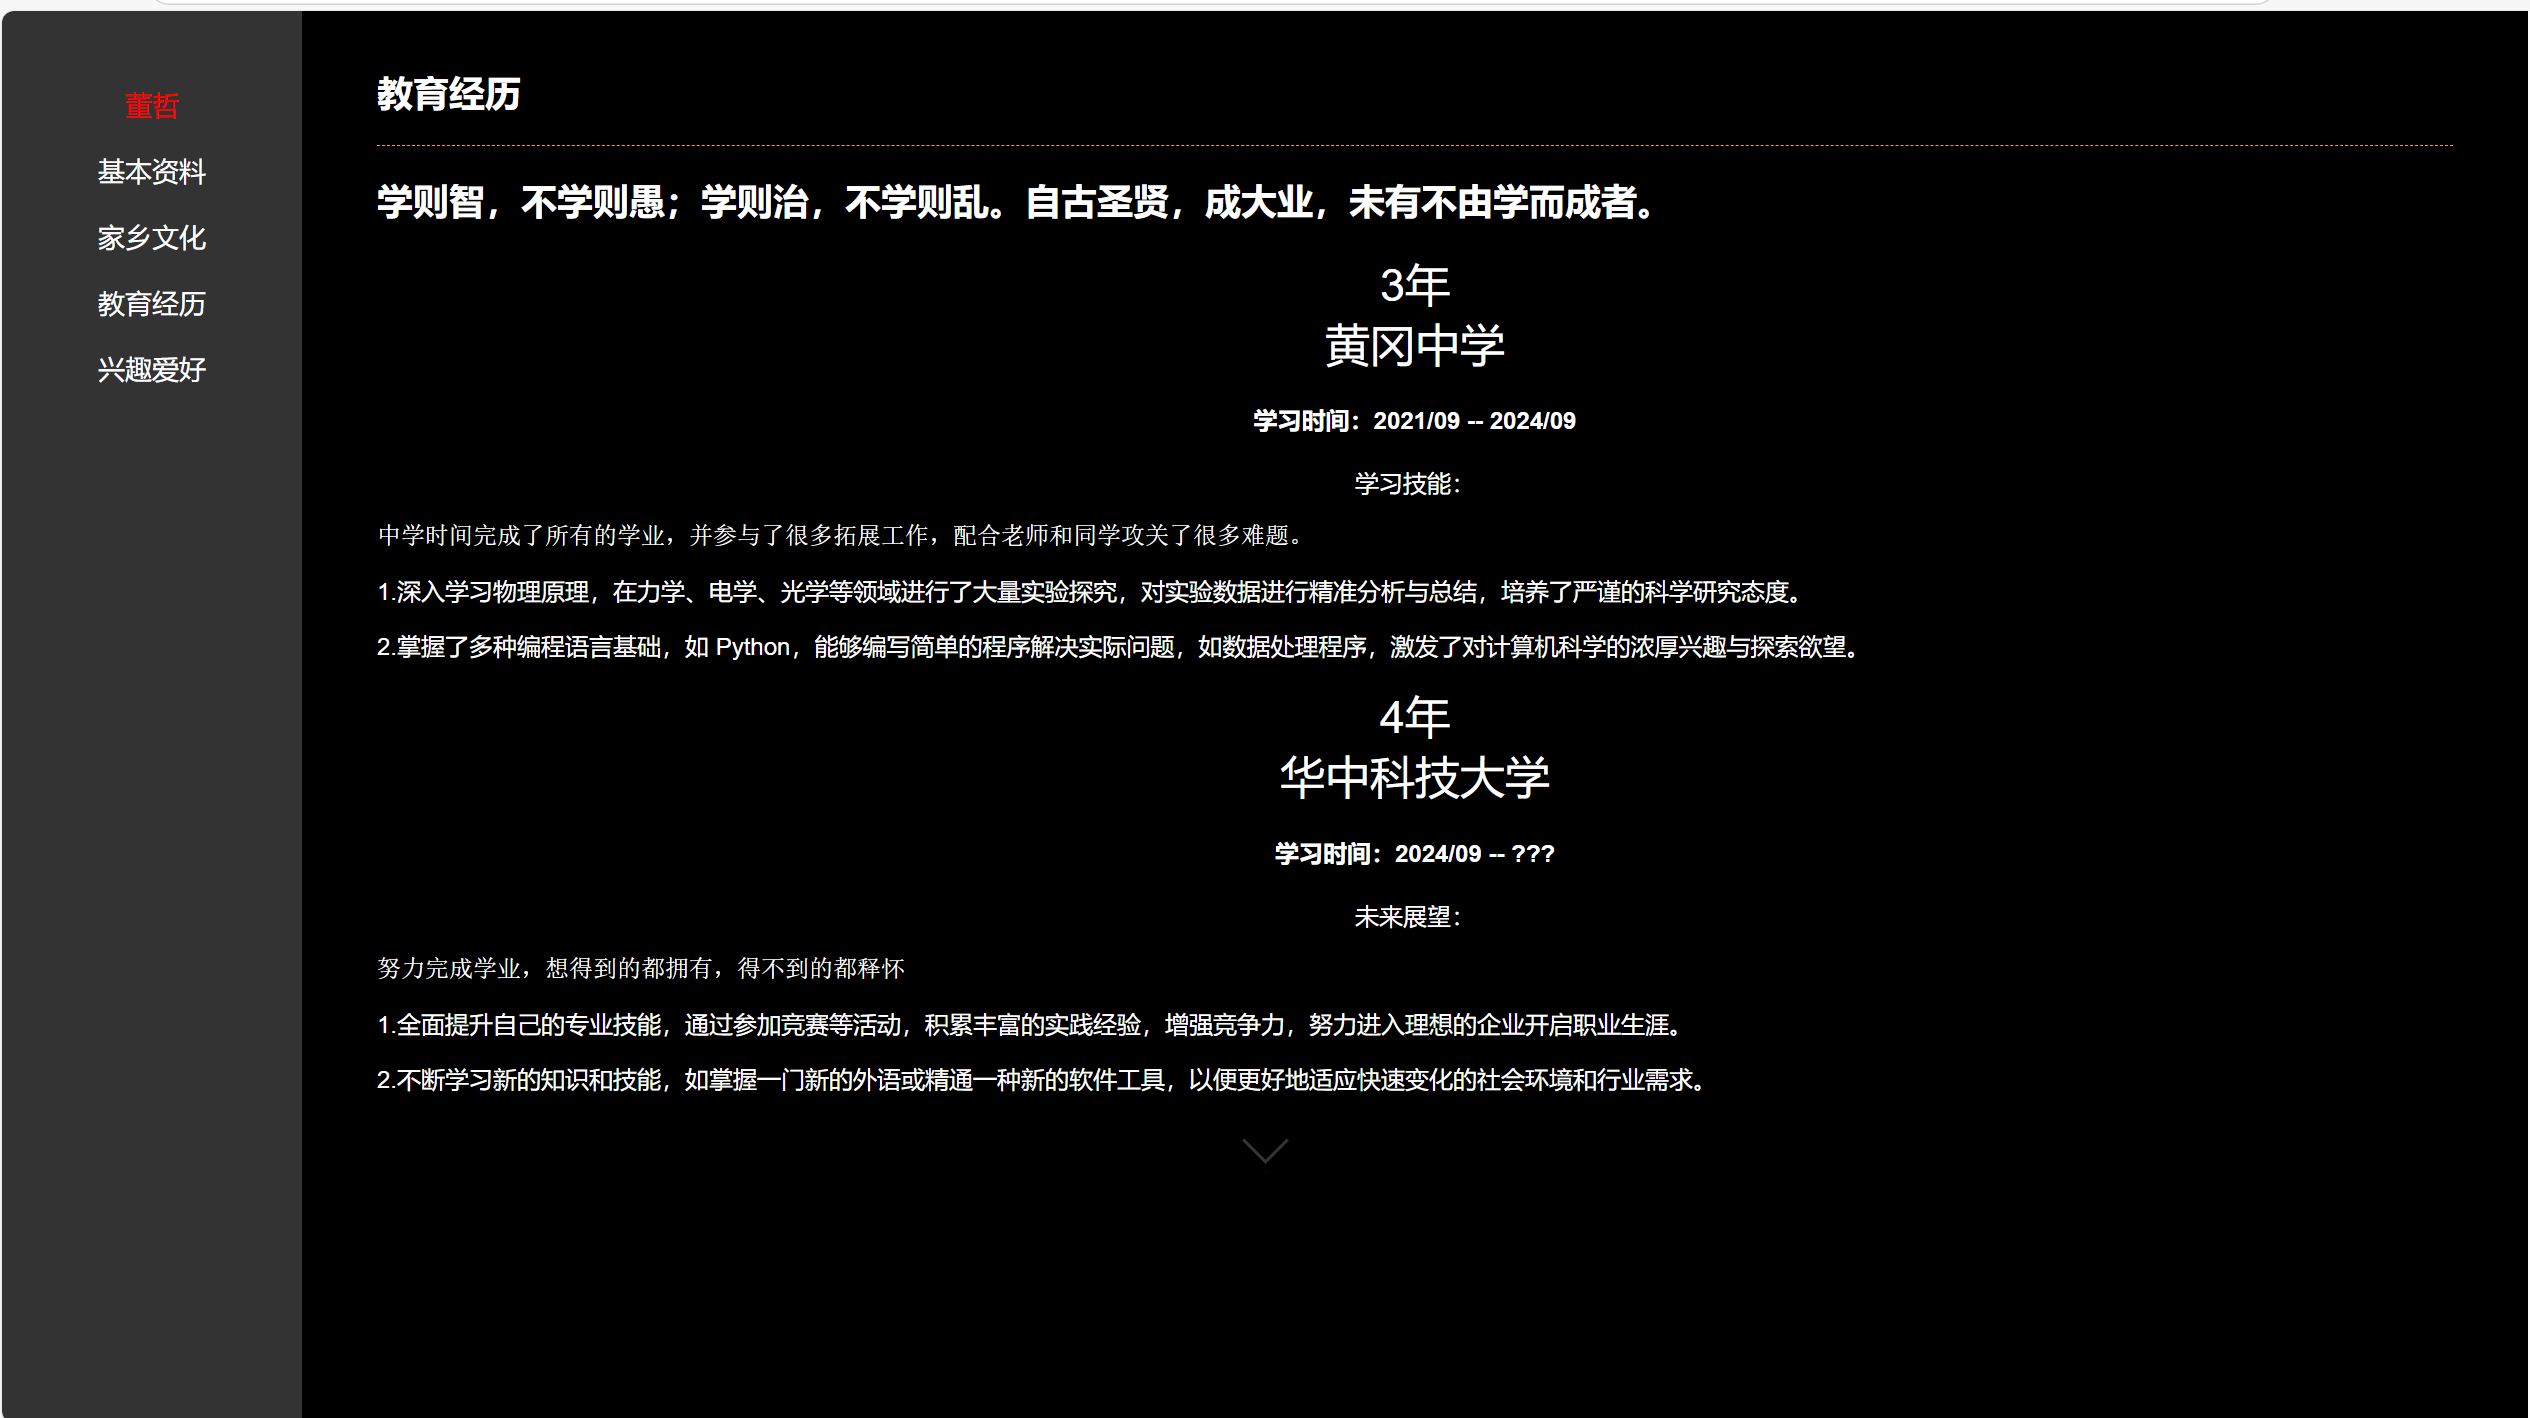 董哲
基本资料
家乡文化
教育经历
兴趣爱好
教育经历
学则智，不学则愚；学则治，不学则乱。自古圣贤，成大业，未有不由学而成者。
3年
黄冈中学
学习时间：2021/09 -- 2024/09
学习技能：
中学时间完成了所有的学业，并参与了很多拓展工作，配合老师和同学攻关了很多难题。
1.深入学习物理原理，在力学、电学、光学等领域进行了大量实验探究，对实验数据进行精准分析与总结，培养了严谨的科学研究态度。
2.掌握了多种编程语言基础，如 Python，能够编写简单的程序解决实际问题，如数据处理程序，激发了对计算机科学的浓厚兴趣与探索欲望。
4年
华中科技大学
学习时间：2024/09 -- ???
未来展望：
努力完成学业，想得到的都拥有，得不到的都释怀
1.全面提升自己的专业技能，通过参加竞赛等活动，积累丰富的实践经验，增强竞争力，努力进入理想的企业开启职业生涯。
2.不断学习新的知识和技能，如掌握一门新的外语或精通一种新的软件工具，以便更好地适应快速变化的社会环境和行业需求。